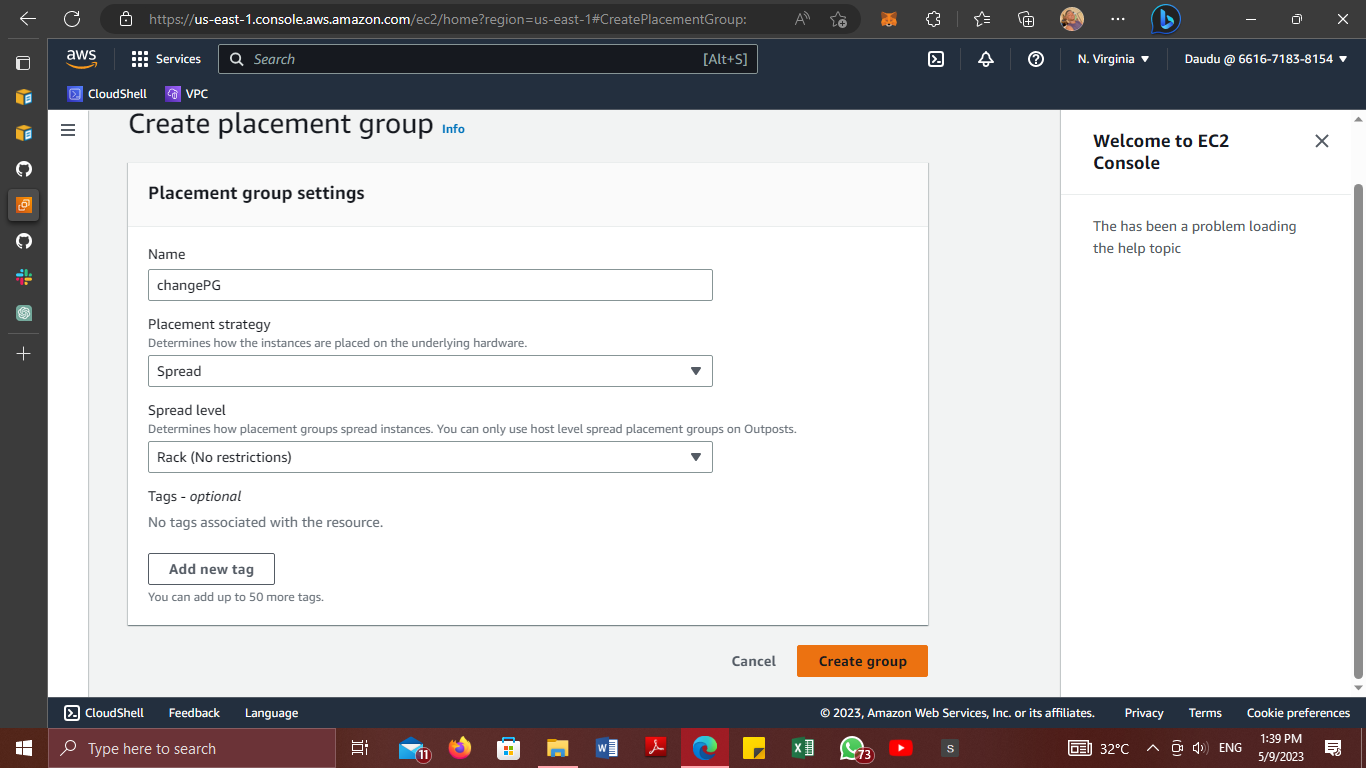 https://us-east-1.console.aws.amazon.com/ec2/home?region=us-east-1#CreatePlacementGroup:
aws
Services
Search
[Alt+S]
N. Virginia
Daudu @ 6616-7183-8154
CloudShell
VPC
Create placement group Info
Placement group settings
Name
changePG
Placement strategy
Determines how the instances are placed on the underlying hardware.
Spread
Spread level
Determines how placement groups spread instances. You can only use host level spread placement groups on Outposts.
Rack (No restrictions)
Tags - optional
No tags associated with the resource.
Add new tag
You can add up to 50 more tags.
Cancel
Create group
Welcome to EC2
Console
The has been a problem loading
the help topic
CloudShell
Feedback
Language
© 2023, Amazon Web Services, Inc. or its affiliates.
Privacy
Terms
Cookie preferences
Type here to search
11
73
S
32°C
ENG
1:39 PM
5/9/2023